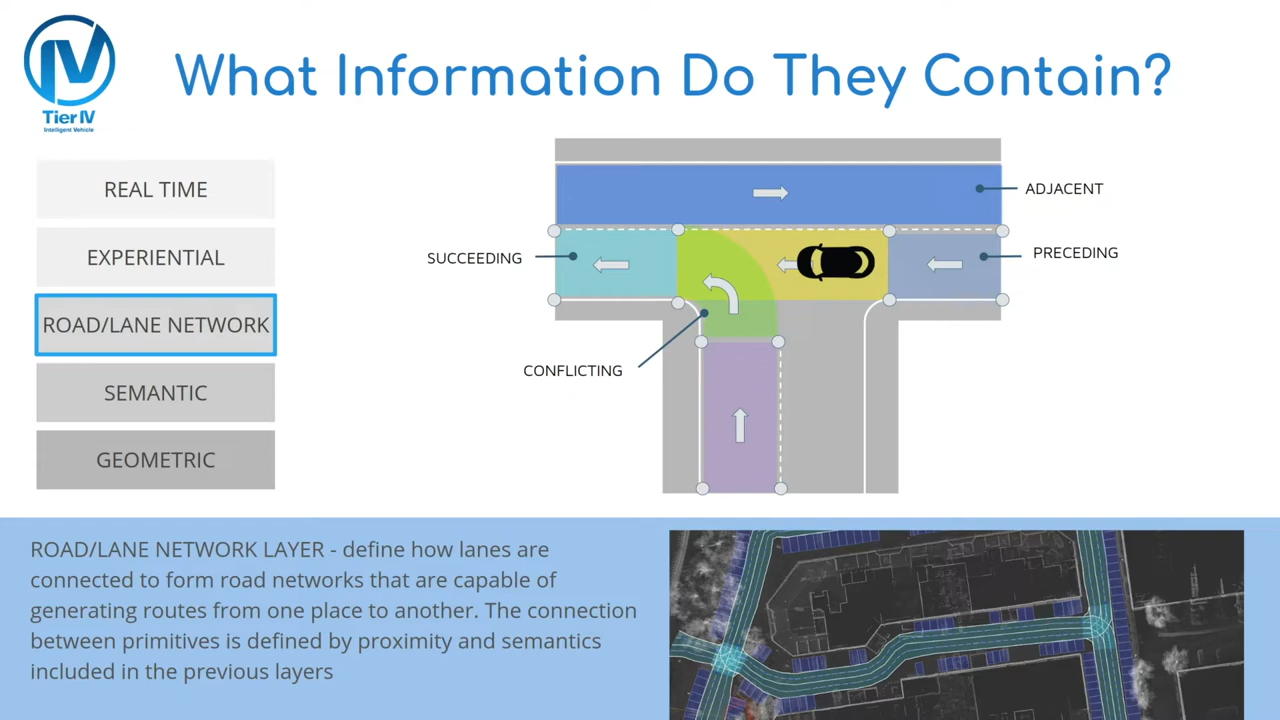 Tier IV
Intelligent Vehicle
What Information Do They Contain?
REAL TIME
EXPERIENTIAL
ROAD/LANE NETWORK
SEMANTIC
GEOMETRIC
ADJACENT
SUCCEEDING
PRECEDING
CONFLICTING
ROAD/LANE NETWORK LAYER - define how lanes are
connected to form road networks that are capable of
generating routes from one place to another. The connection
between primitives is defined by proximity and semantics
included in the previous layers